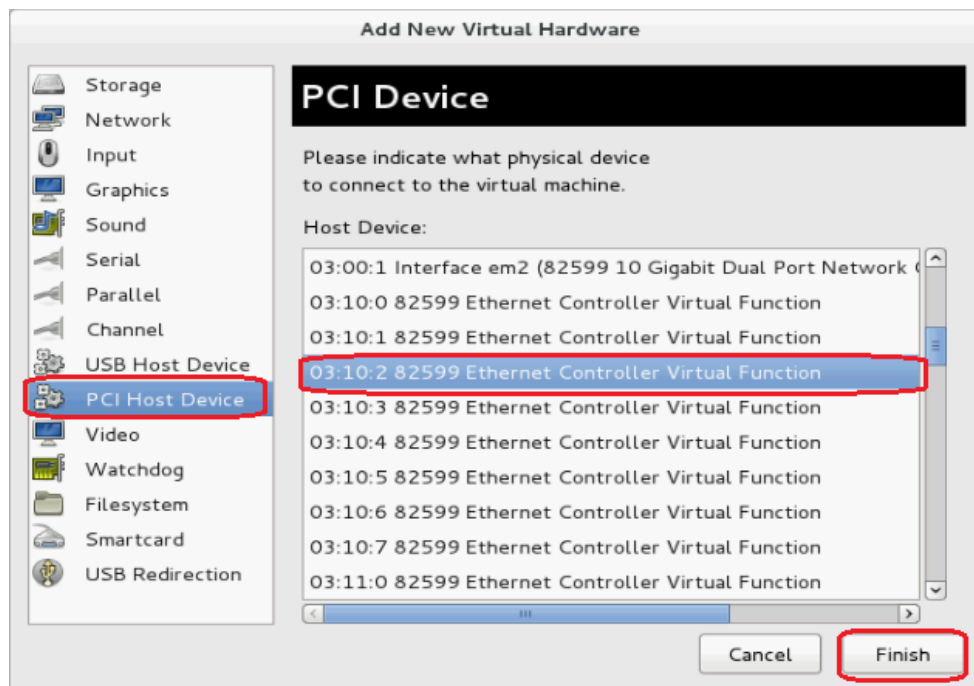 Add New Virtual Hardware
Storage
Network
Input
Graphics
Sound
Serial
Parallel
Channel
USB Host Device
PCI Host Device
Video
Watchdog
Filesystem
Smartcard
USB Redirection
PCI Device
Please indicate what physical device
to connect to the virtual machine.
Host Device:
03:00:1 Interface em2 (82599 10 Gigabit Dual Port Network
03:10:0 82599 Ethernet Controller Virtual Function
03:10:1 82599 Ethernet Controller Virtual Function
03:10:2 82599 Ethernet Controller Virtual Function
03:10:3 82599 Ethernet Controller Virtual Function
03:10:4 82599 Ethernet Controller Virtual Function
03:10:5 82599 Ethernet Controller Virtual Function
03:10:6 82599 Ethernet Controller Virtual Function
03:10:7 82599 Ethernet Controller Virtual Function
03:11:0 82599 Ethernet Controller Virtual Function
Cancel
Finish